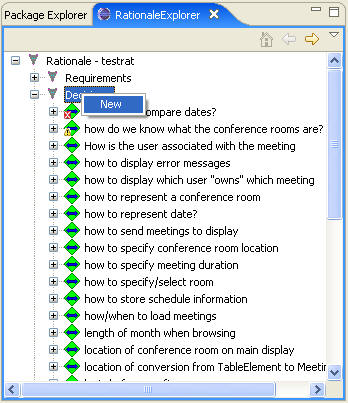 Package Explorer RationaleExplorer
Rationale - testrat
Requirements
New
ompare dates?
how do we know what the conference rooms are?
How is the user associated with the meeting
how to display error messages
how to display which user "owns" which meeting
how to represent a conference room
how to represent date?
how to send meetings to display
how to specify conference room location
how to specify meeting duration
how to specify/select room
how to store schedule information
how/when to load meetings
length of month when browsing
location of conference room on main display
location of conversion from TableElement to Meetin